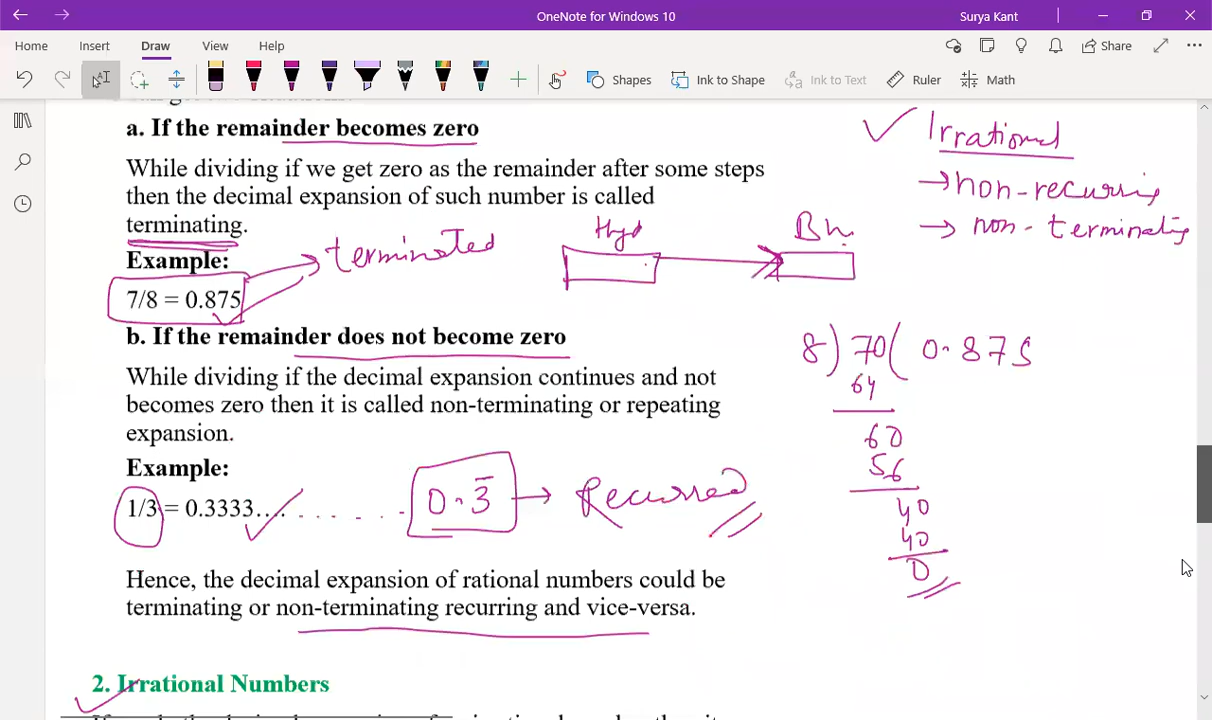 OneNote for Windows 10
Surya Kant
Home Insert Draw View Help
Share
Shapes Ink to Shape Ink to Text Ruler Math
a. If the remainder becomes zero
While dividing if we get zero as the remainder after some steps
then the decimal expansion of such number is called
terminating.
Example:
7/8 = 0.875
terminated
Hyd
Bh.
Irrational
→ non-recurring
→ non-terminating
b. If the remainder does not become zero
While dividing if the decimal expansion continues and not
becomes zero then it is called non-terminating or repeating
expansion.
Example:
1/3 = 0.3333....
0.3̅ → Recurred
8)70(0.875
64
60
56
40
40
0
Hence, the decimal expansion of rational numbers could be
terminating or non-terminating recurring and vice-versa.
2. Irrational Numbers